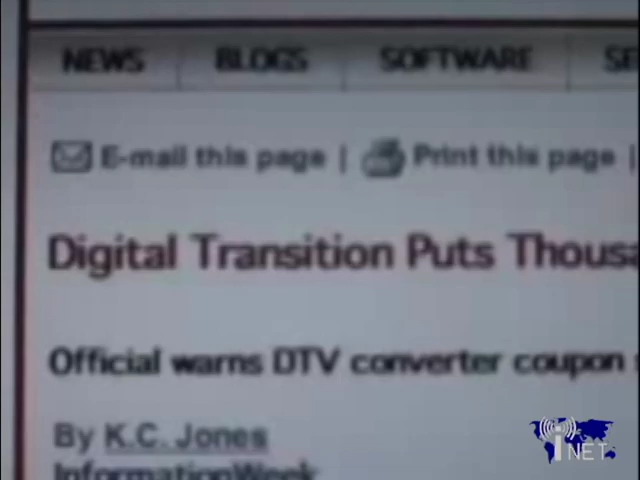 NEWS BLOGS SOFTWARE
E-mail this page | Print this page |
Digital Transition Puts
Official warns DTV converter coupon
By K.C. Jones
InformationWeek
iNET